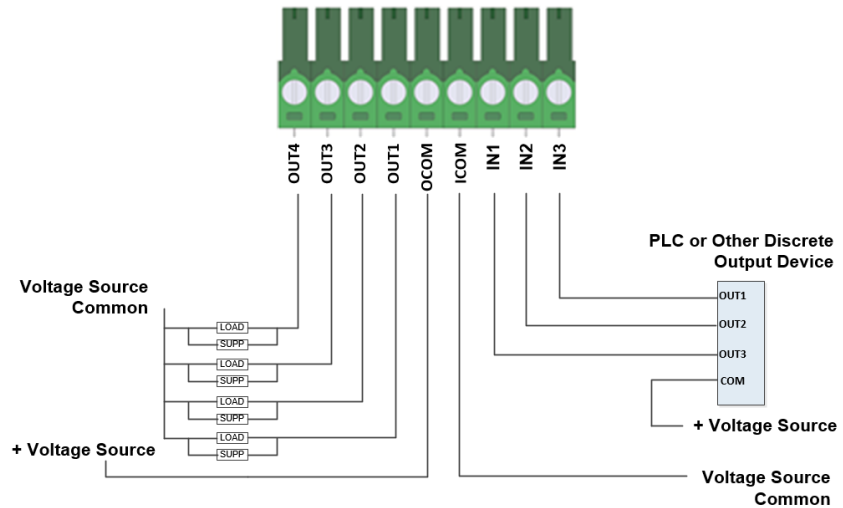 OUT4
OUT3
OUT2
OUT1
OCOM
ICOM
IN1
IN2
IN3
PLC or Other Discrete
Output Device
OUT1
OUT2
OUT3
COM
+ Voltage Source
Voltage Source
Common
Voltage Source
Common
LOAD
SUPP
LOAD
SUPP
LOAD
SUPP
LOAD
SUPP
+ Voltage Source